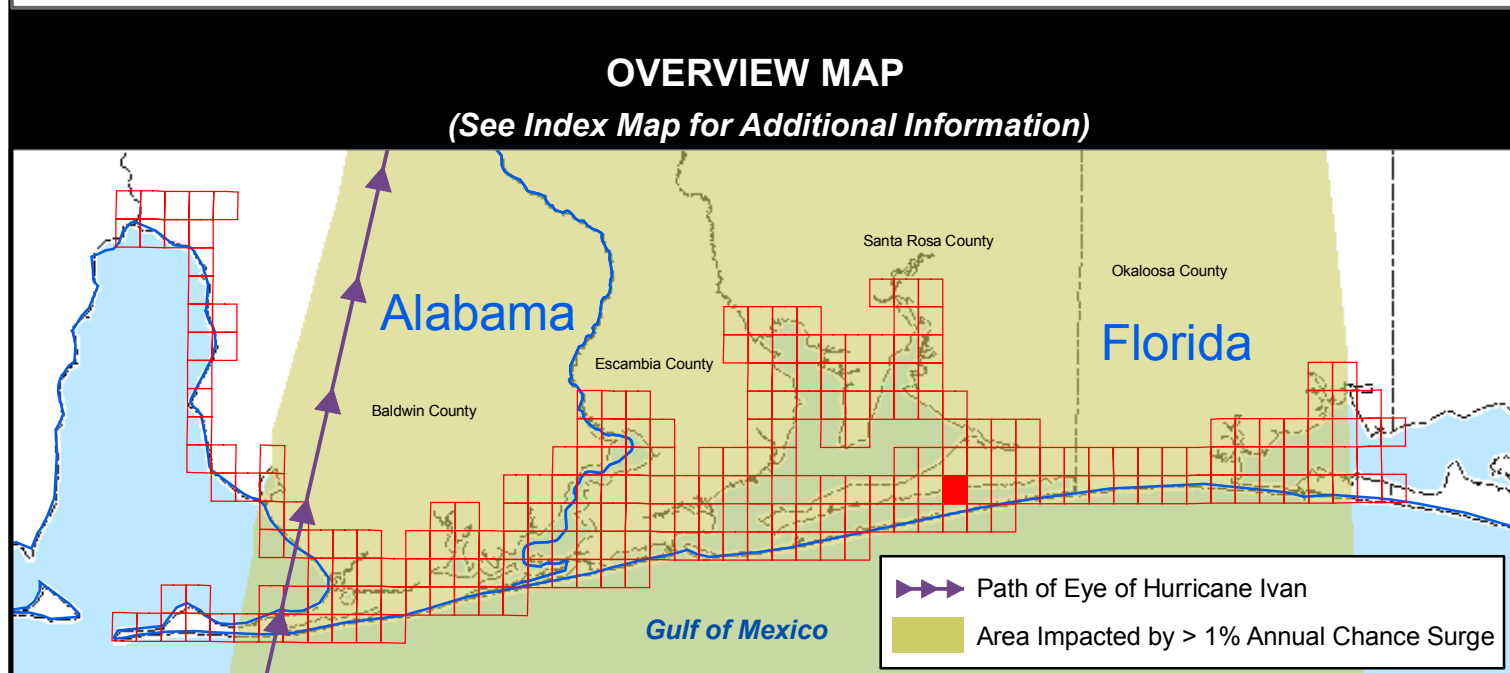 OVERVIEW MAP
(See Index Map for Additional Information)
Santa Rosa County
Okaloosa County
Alabama
Florida
Escambia County
Baldwin County
Gulf of Mexico
Path of Eye of Hurricane Ivan
Area Impacted by > 1% Annual Chance Surge